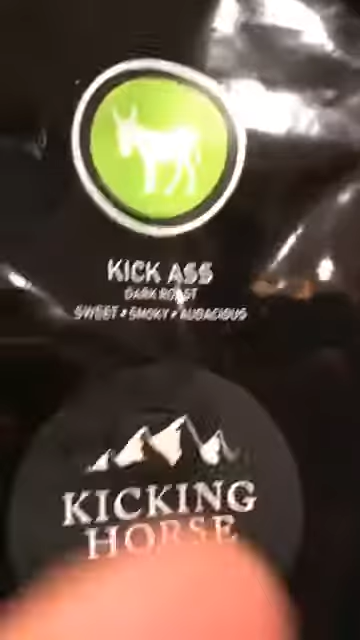 KICK ASS
DARK ROAST
SWEET • SMOKY • AUDACIOUS
KICKING
HORSE